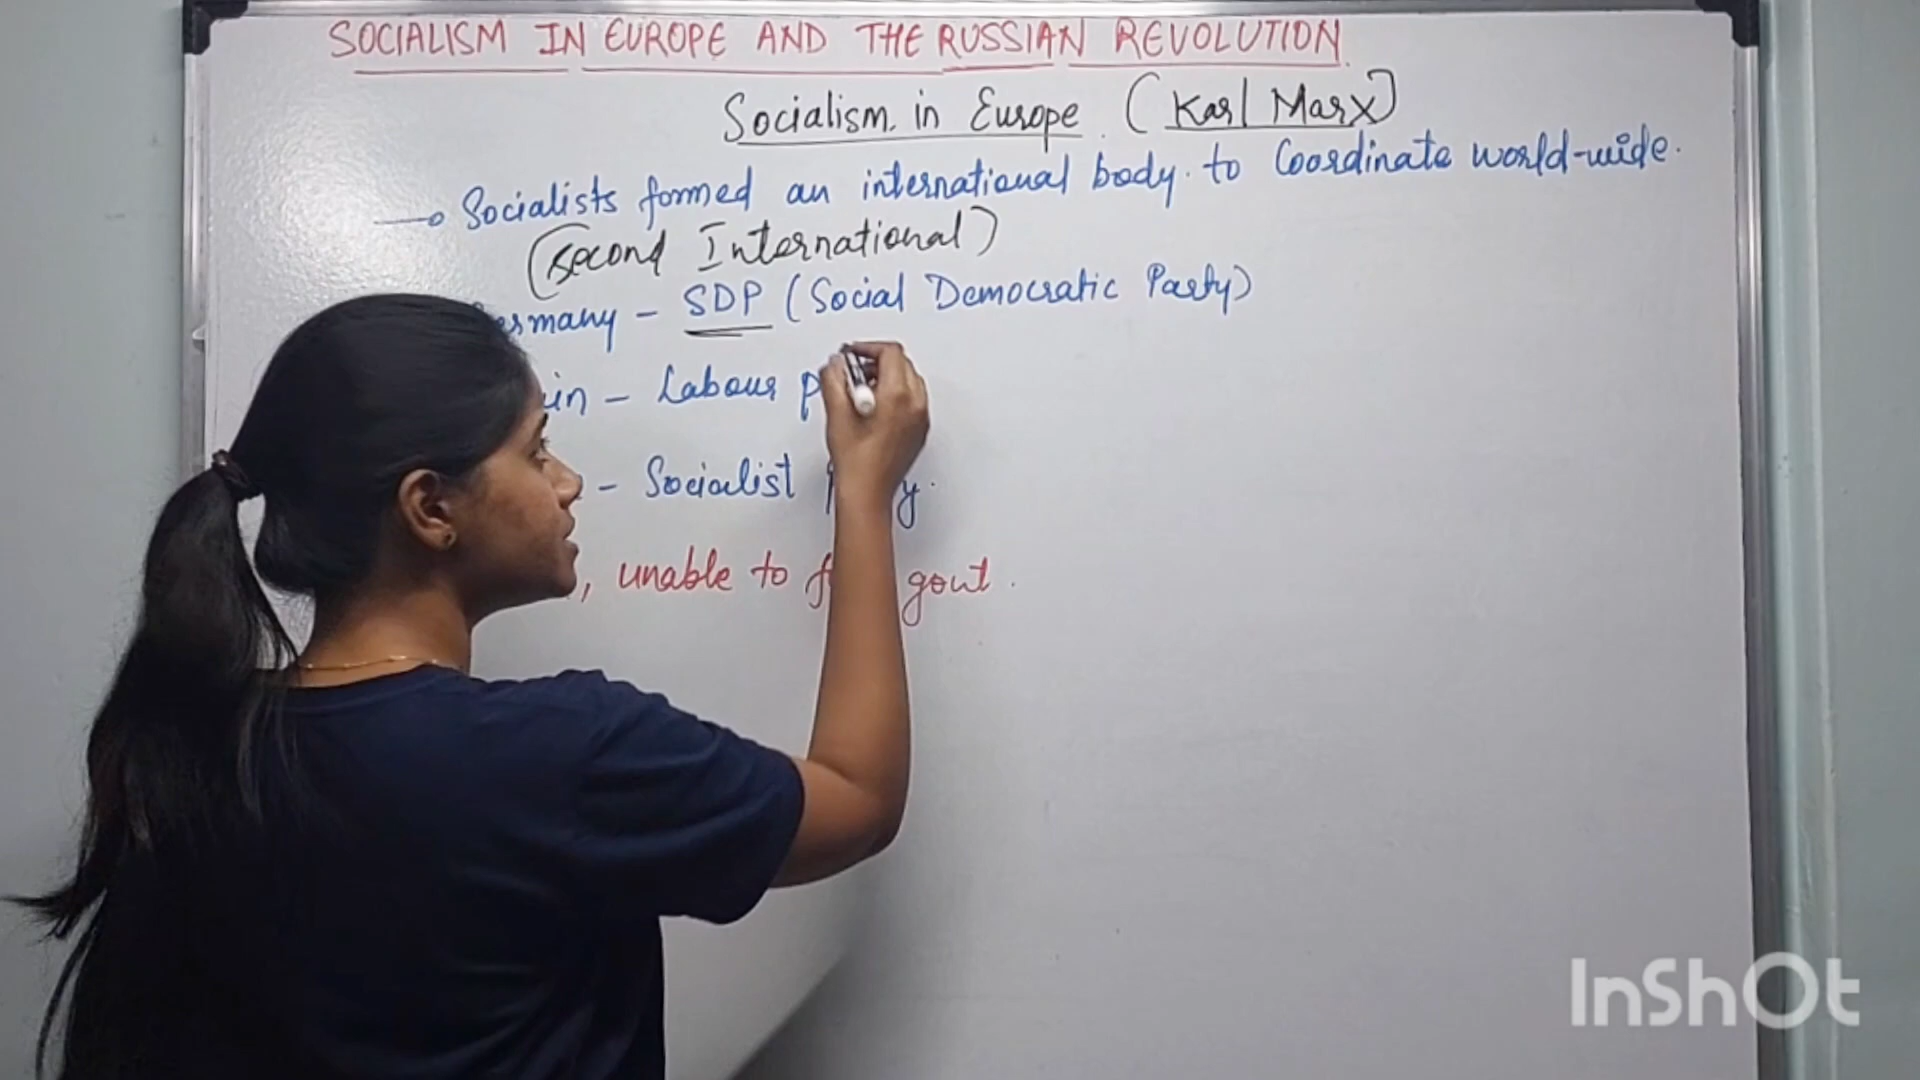 SOCIALISM IN EUROPE AND THE RUSSIAN REVOLUTION
Socialism in Europe (Karl Marx)
Socialists formed an international body to Coordinate world-wide.
(Second International)
SDP (Social Democratic Party)
Labour
Socialist
, unable to govt.
InShOt